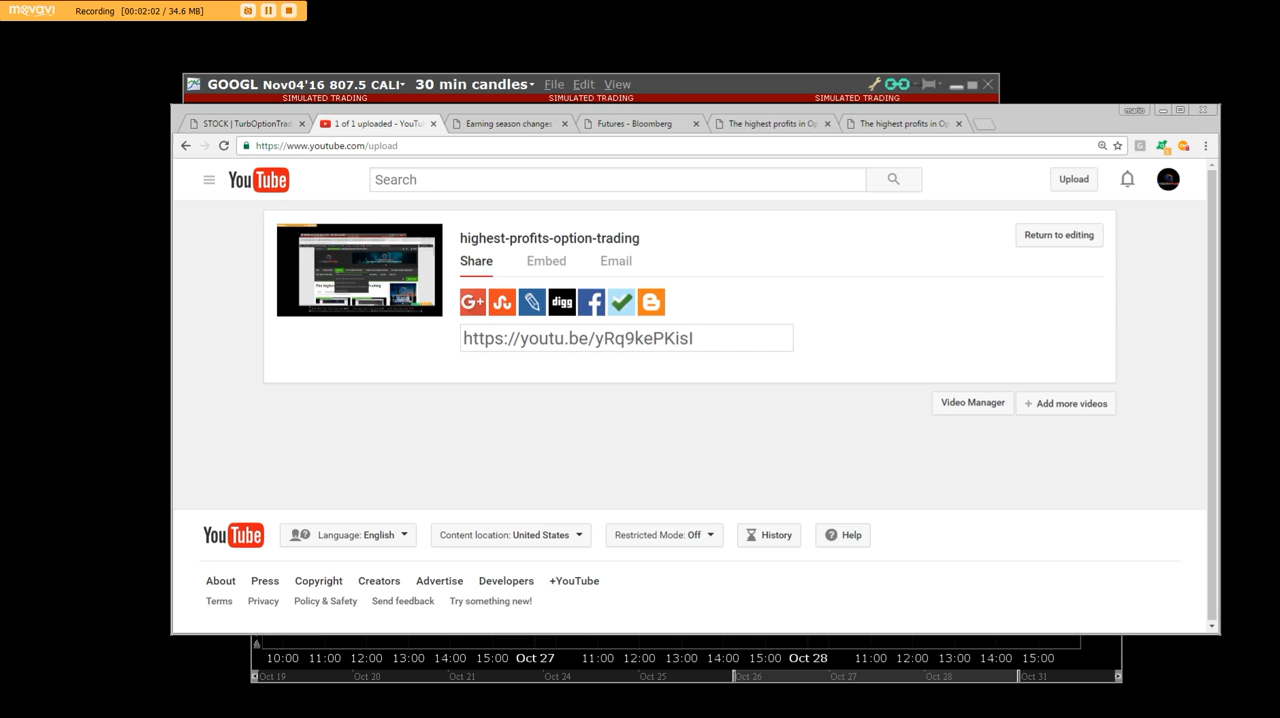 movavi Recording [00:02:02 / 34.6 MB]
GOOGL Nov04'16 807.5 CALL 30 min candles File Edit View
SIMULATED TRADING SIMULATED TRADING SIMULATED TRADING
mario
STOCK | TurbOptionTrad 1 of 1 uploaded - YouTu Earning season changes Futures - Bloomberg The highest profits in Op The highest profits in Op
https://www.youtube.com/upload
YouTube Search Upload
highest-profits-option-trading Return to editing
Share Embed Email
G+ digg f B
https://youtu.be/yRq9kePKisI
Video Manager + Add more videos
YouTube Language: English Content location: United States Restricted Mode: Off History Help
About Press Copyright Creators Advertise Developers +YouTube
Terms Privacy Policy & Safety Send feedback Try something new!
10:00 11:00 12:00 13:00 14:00 15:00 Oct 27 11:00 12:00 13:00 14:00 15:00 Oct 28 11:00 12:00 13:00 14:00 15:00
Oct 19 Oct 20 Oct 21 Oct 24 Oct 25 Oct 26 Oct 27 Oct 28 Oct 31